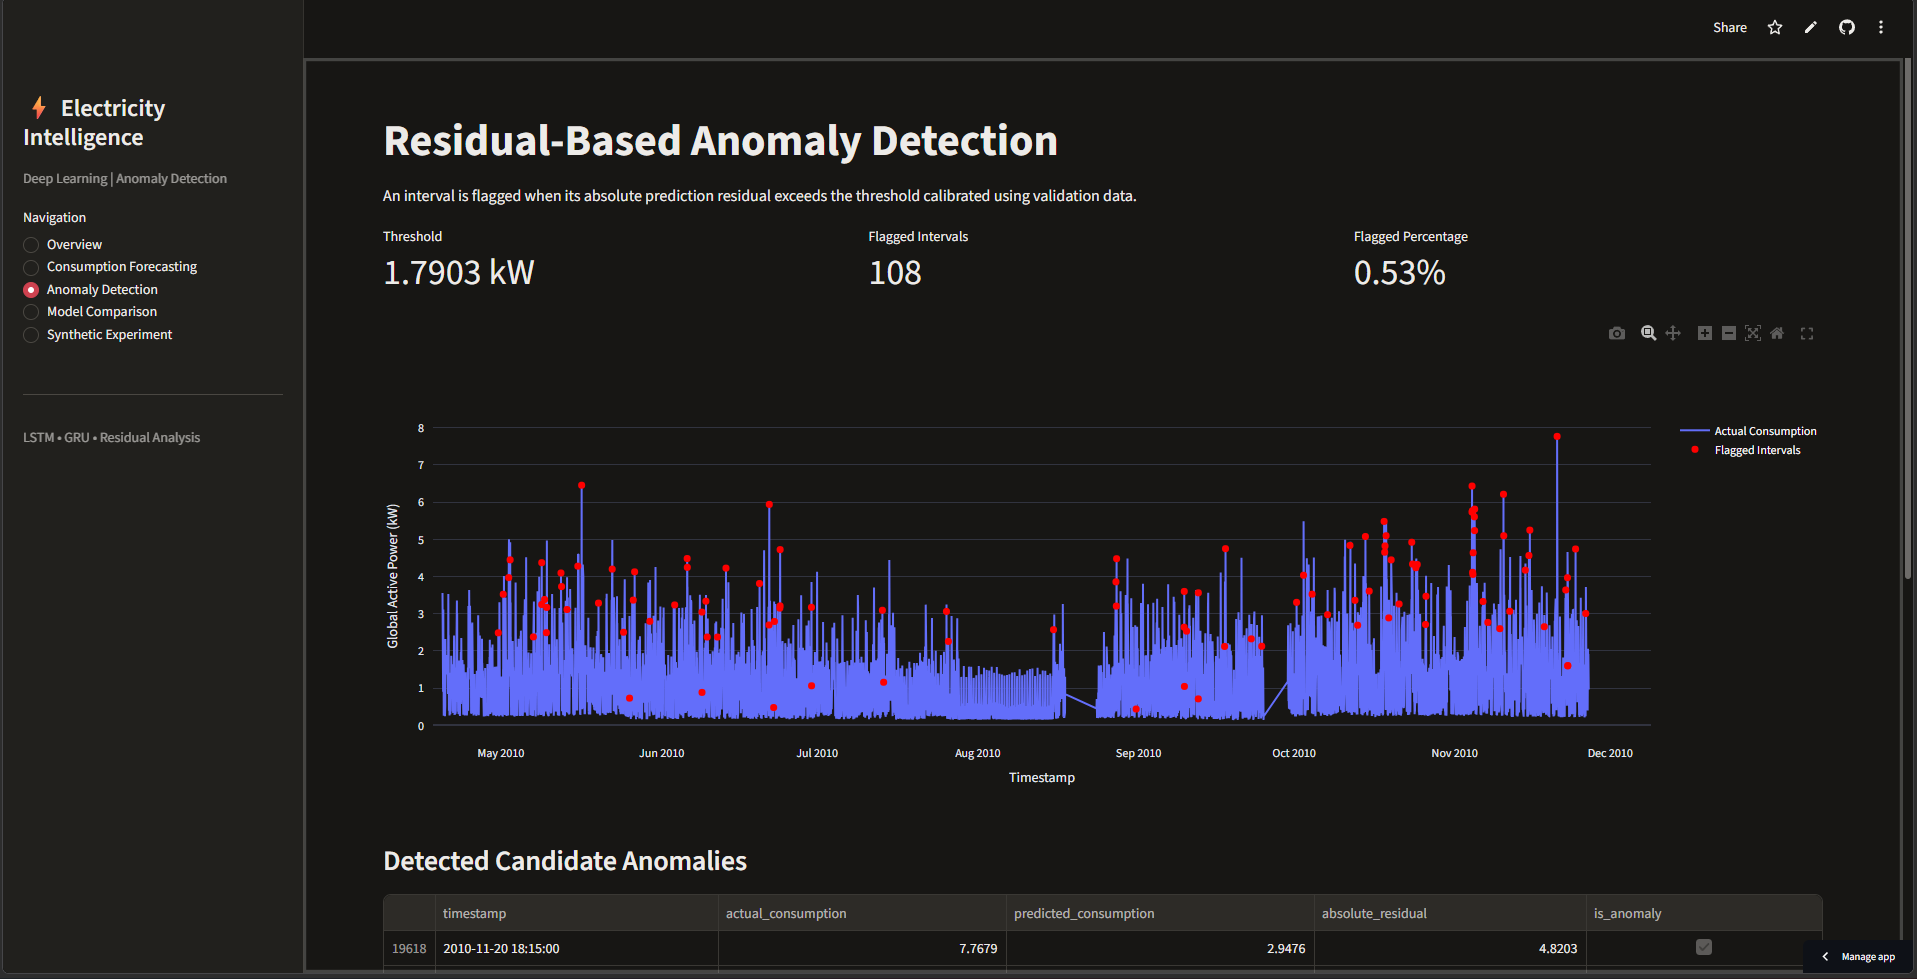 Share
Electricity
Intelligence
Deep Learning | Anomaly Detection
Navigation
Overview
Consumption Forecasting
Anomaly Detection
Model Comparison
Synthetic Experiment
LSTM • GRU • Residual Analysis
Residual-Based Anomaly Detection
An interval is flagged when its absolute prediction residual exceeds the threshold calibrated using validation data.
Threshold
1.7903 kW
Flagged Intervals
108
Flagged Percentage
0.53%
Actual Consumption
Flagged Intervals
Global Active Power (kW)
8
7
6
5
4
3
2
1
0
May 2010 Jun 2010 Jul 2010 Aug 2010 Sep 2010 Oct 2010 Nov 2010 Dec 2010
Timestamp
Detected Candidate Anomalies
timestamp actual_consumption predicted_consumption absolute_residual is_anomaly
19618 2010-11-20 18:15:00 7.7679 2.9476 4.8203
Manage app